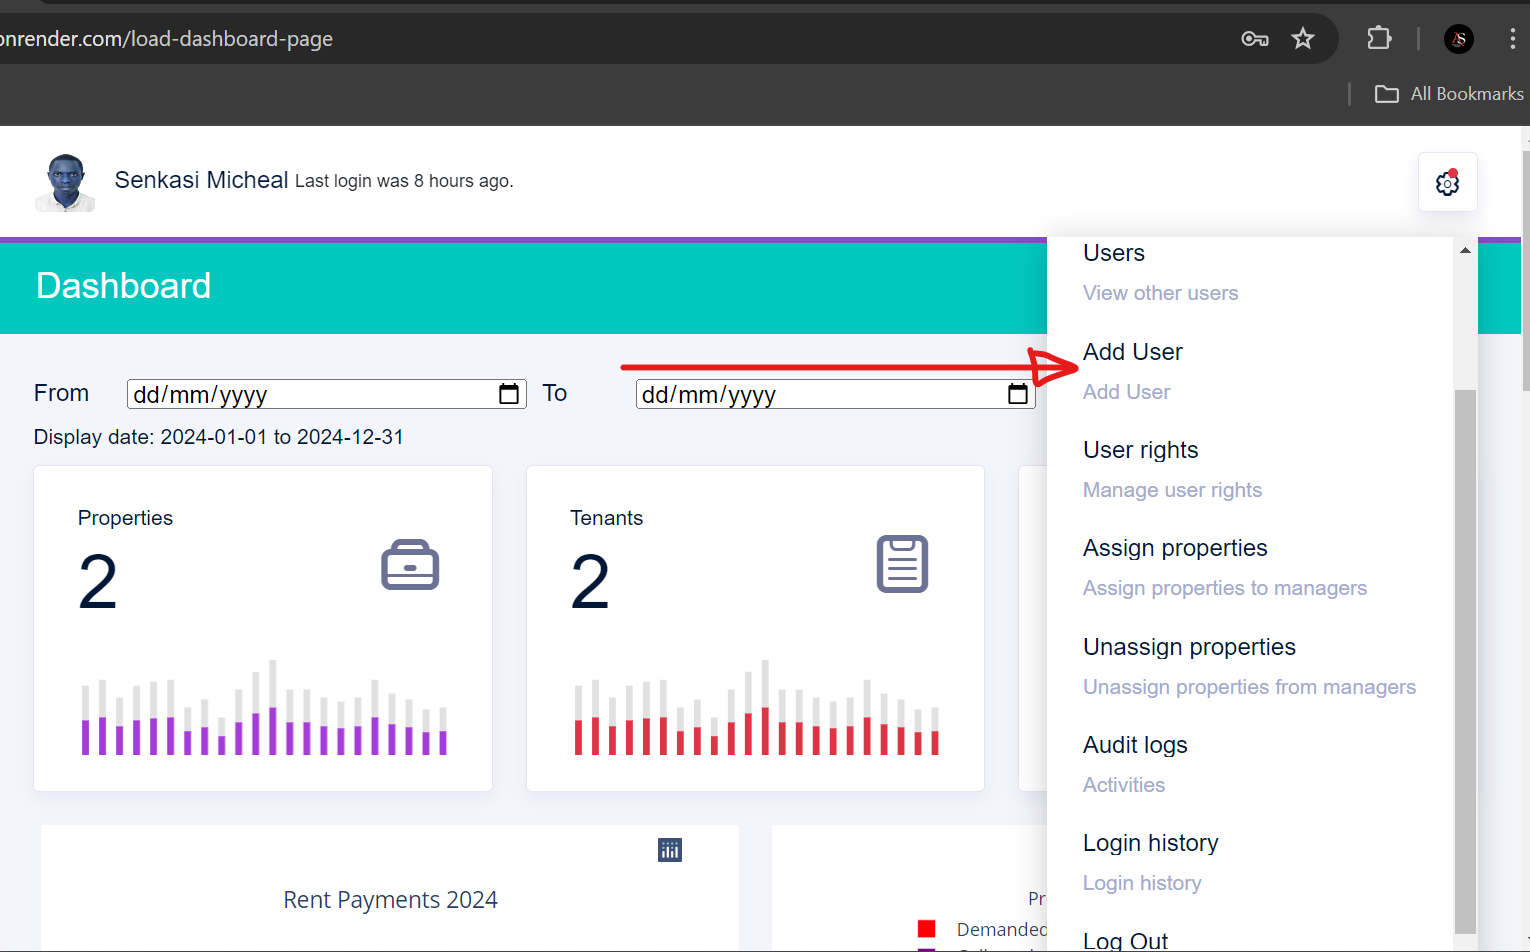 onrender.com/load-dashboard-page
All Bookmarks
Senkasi Micheal Last login was 8 hours ago.
Dashboard
From dd/mm/yyyy To dd/mm/yyyy
Display date: 2024-01-01 to 2024-12-31
Properties
2
Tenants
2
Rent Payments 2024
Pr
Demanded
Users
View other users
Add User
Add User
User rights
Manage user rights
Assign properties
Assign properties to managers
Unassign properties
Unassign properties from managers
Audit logs
Activities
Login history
Login history
Log Out